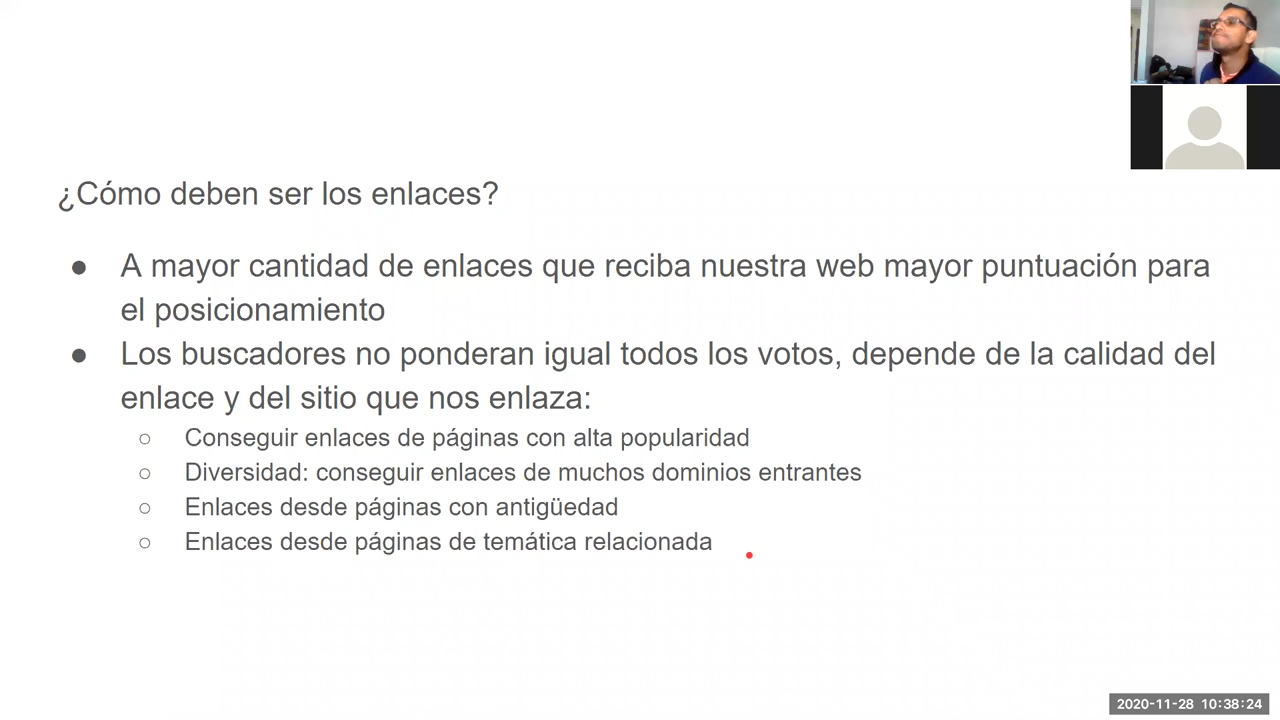 ¿Cómo deben ser los enlaces?
● A mayor cantidad de enlaces que reciba nuestra web mayor puntuación para
el posicionamiento
● Los buscadores no ponderan igual todos los votos, depende de la calidad del
enlace y del sitio que nos enlaza:
○ Conseguir enlaces de páginas con alta popularidad
○ Diversidad: conseguir enlaces de muchos dominios entrantes
○ Enlaces desde páginas con antigüedad
○ Enlaces desde páginas de temática relacionada
2020-11-28 10:38:24